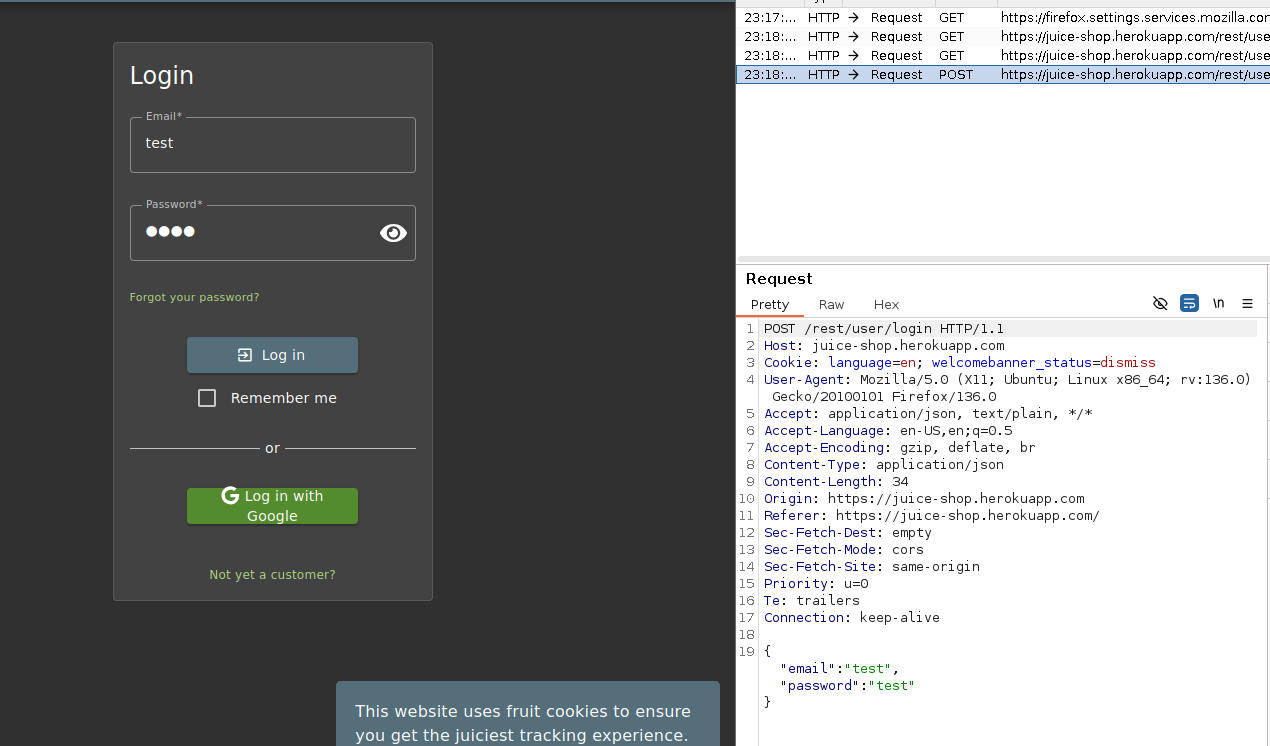 Login
Email*
test
Password*
Forgot your password?
Log in
Remember me
or
G Log in with
Google
Not yet a customer?
This website uses fruit cookies to ensure
you get the juiciest tracking experience.
23:17:... HTTP → Request GET https://firefox.settings.services.mozilla.cor
23:18:... HTTP → Request GET https://juice-shop.herokuapp.com/rest/use
23:18:... HTTP → Request GET https://juice-shop.herokuapp.com/rest/use
23:18:... HTTP → Request POST https://juice-shop.herokuapp.com/rest/use
Request
Pretty Raw Hex \n
1 POST /rest/user/login HTTP/1.1
2 Host: juice-shop.herokuapp.com
3 Cookie: language=en; welcomebanner_status=dismiss
4 User-Agent: Mozilla/5.0 (X11; Ubuntu; Linux x86_64; rv:136.0)
Gecko/20100101 Firefox/136.0
5 Accept: application/json, text/plain, */*
6 Accept-Language: en-US,en;q=0.5
7 Accept-Encoding: gzip, deflate, br
8 Content-Type: application/json
9 Content-Length: 34
10 Origin: https://juice-shop.herokuapp.com
11 Referer: https://juice-shop.herokuapp.com/
12 Sec-Fetch-Dest: empty
13 Sec-Fetch-Mode: cors
14 Sec-Fetch-Site: same-origin
15 Priority: u=0
16 Te: trailers
17 Connection: keep-alive
18
19 {
"email":"test",
"password":"test"
}